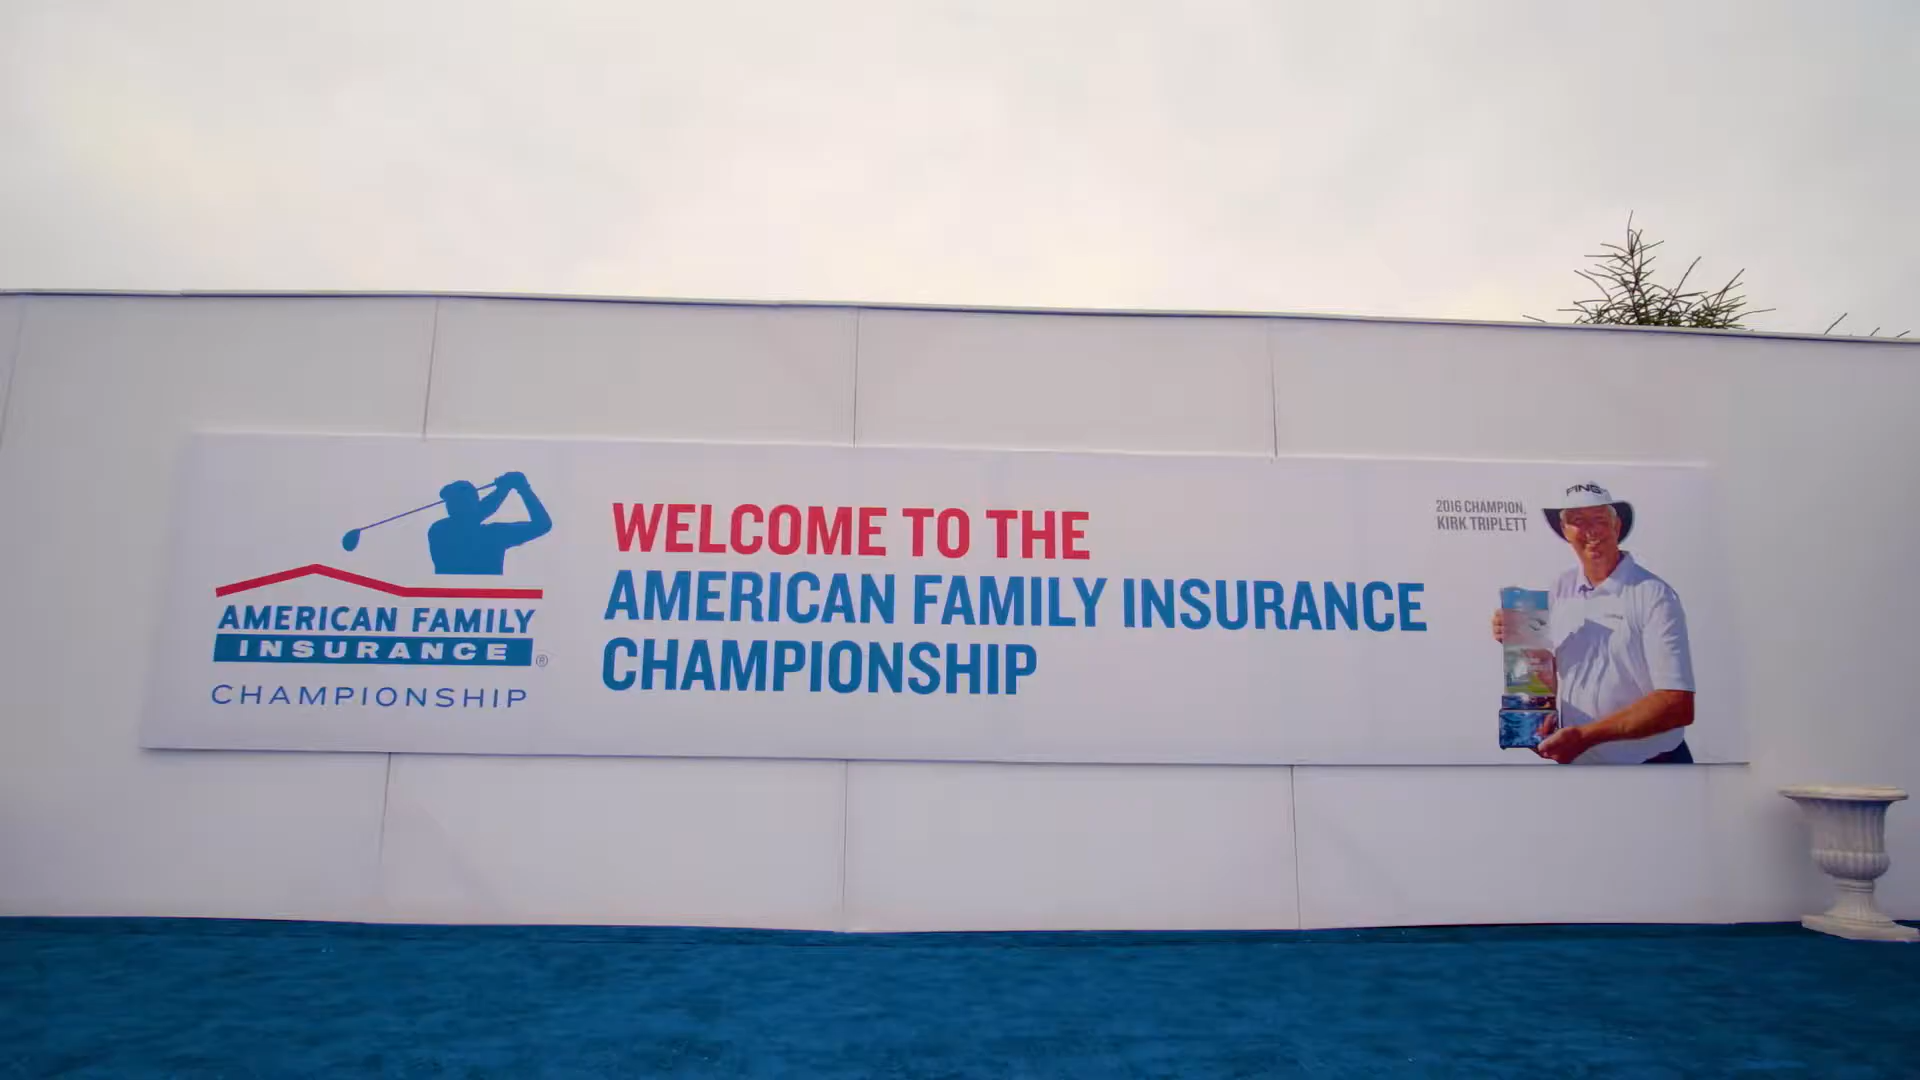 AMERICAN FAMILY
INSURANCE ®
CHAMPIONSHIP
WELCOME TO THE
AMERICAN FAMILY INSURANCE
CHAMPIONSHIP
2016 CHAMPION,
KIRK TRIPLETT
PING